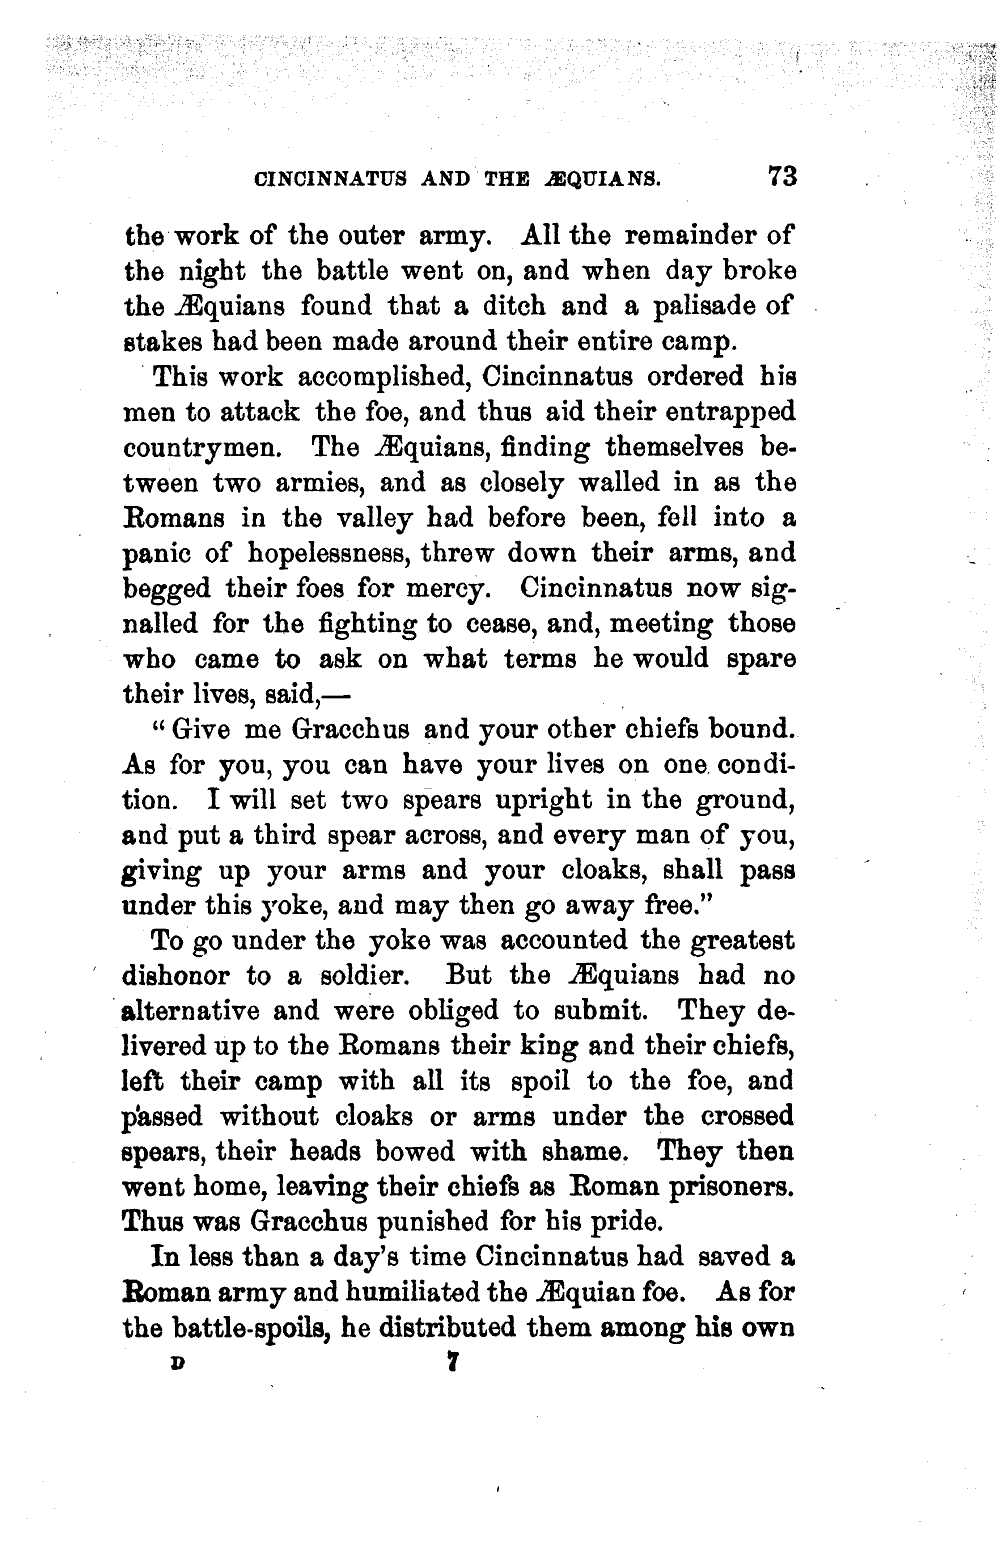 CINCINNATUS AND THE ÆQUIANS. 73
the work of the outer army. All the remainder of
the night the battle went on, and when day broke
the Æquians found that a ditch and a palisade of
stakes had been made around their entire camp.
This work accomplished, Cincinnatus ordered his
men to attack the foe, and thus aid their entrapped
countrymen. The Æquians, finding themselves be-
tween two armies, and as closely walled in as the
Romans in the valley had before been, fell into a
panic of hopelessness, threw down their arms, and
begged their foes for mercy. Cincinnatus now sig-
nalled for the fighting to cease, and, meeting those
who came to ask on what terms he would spare
their lives, said,—
“Give me Gracchus and your other chiefs bound.
As for you, you can have your lives on one condi-
tion. I will set two spears upright in the ground,
and put a third spear across, and every man of you,
giving up your arms and your cloaks, shall pass
under this yoke, and may then go away free.”
To go under the yoke was accounted the greatest
dishonor to a soldier. But the Æquians had no
alternative and were obliged to submit. They de-
livered up to the Romans their king and their chiefs,
left their camp with all its spoil to the foe, and
passed without cloaks or arms under the crossed
spears, their heads bowed with shame. They then
went home, leaving their chiefs as Roman prisoners.
Thus was Gracchus punished for his pride.
In less than a day’s time Cincinnatus had saved a
Roman army and humiliated the Æquian foe. As for
the battle-spoils, he distributed them among his own
D 7